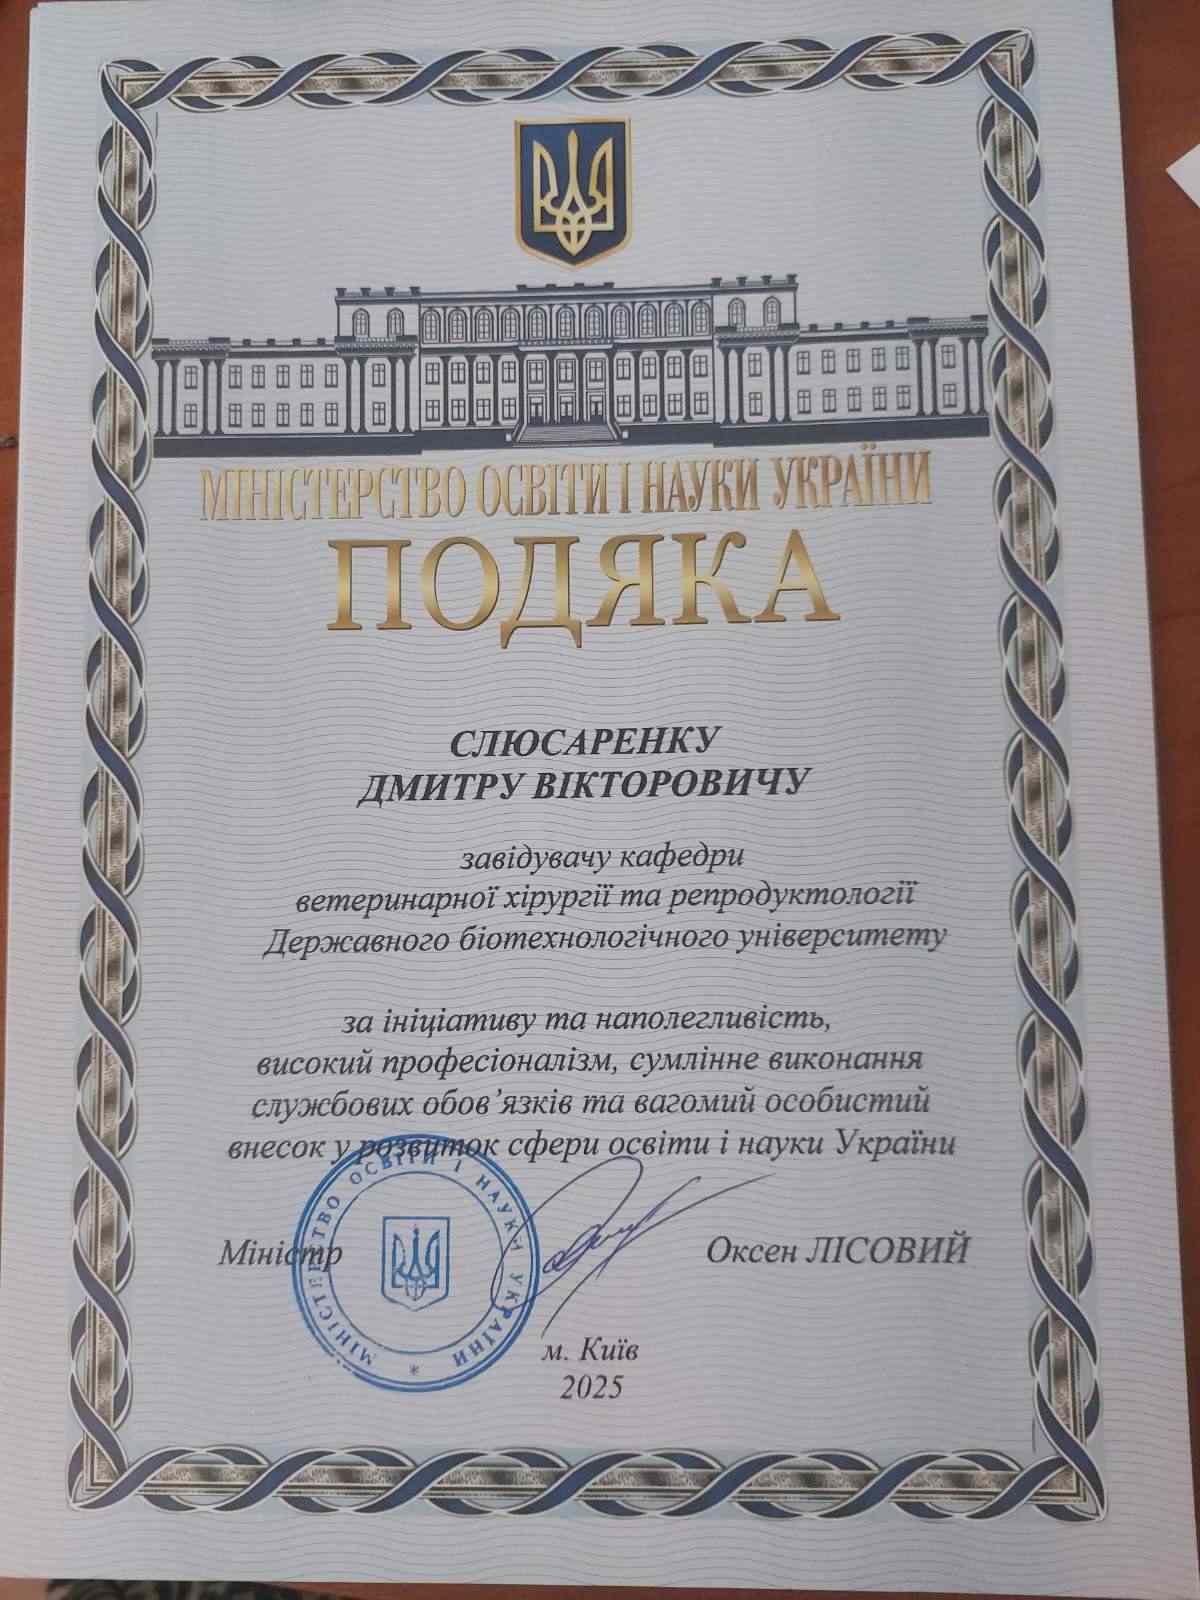 МІНІСТЕРСТВО ОСВІТИ І НАУКИ УКРАЇНИ
ПОДЯКА
СЛЮСАРЕНКУ
ДМИТРУ ВІКТОРОВИЧУ
завідувачу кафедри
ветеринарної хірургії та репродуктології
Державного біотехнологічного університету
за ініціативу та наполегливість,
високий професіоналізм, сумлінне виконання
службових обов’язків та вагомий особистий
внесок у розвиток сфери освіти і науки України
Міністр
Оксен ЛІСОВИЙ
МІНІСТЕРСТВО ОСВІТИ І НАУКИ УКРАЇНИ *
м. Київ
2025